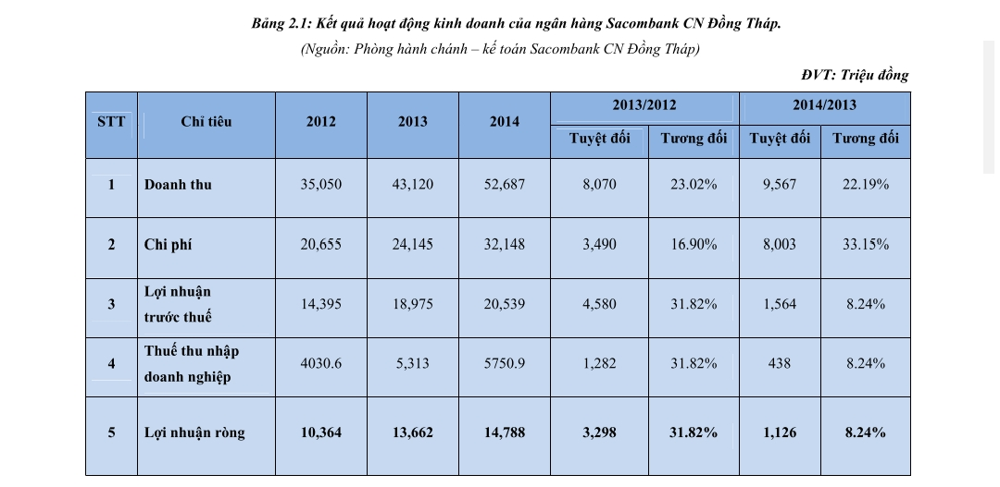 Bảng 2.1: Kết quả hoạt động kinh doanh của ngân hàng Sacombank CN Đồng Tháp.
(Nguồn: Phòng hành chánh – kế toán Sacombank CN Đồng Tháp)
ĐVT: Triệu đồng
STT Chỉ tiêu 2012 2013 2014 2013/2012 2014/2013
Tuyệt đối Tương đối Tuyệt đối Tương đối
1 Doanh thu 35,050 43,120 52,687 8,070 23.02% 9,567 22.19%
2 Chi phí 20,655 24,145 32,148 3,490 16.90% 8,003 33.15%
3 Lợi nhuận
trước thuế 14,395 18,975 20,539 4,580 31.82% 1,564 8.24%
4 Thuế thu nhập
doanh nghiệp 4030.6 5,313 5750.9 1,282 31.82% 438 8.24%
5 Lợi nhuận ròng 10,364 13,662 14,788 3,298 31.82% 1,126 8.24%